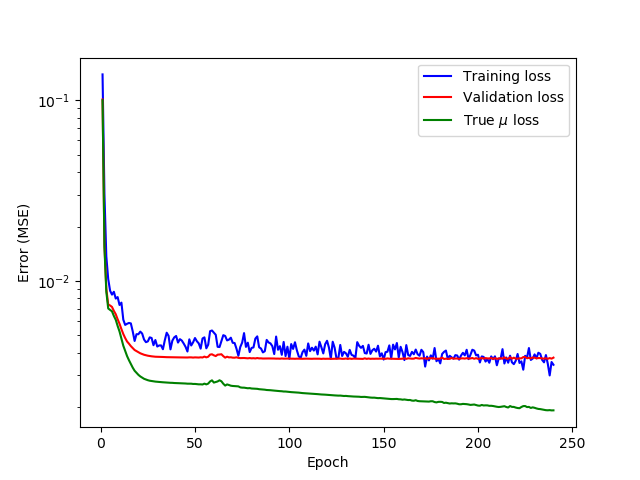 Training loss
Validation loss
True μ loss
10⁻¹
10⁻²
Error (MSE)
0 50 100 150 200 250
Epoch